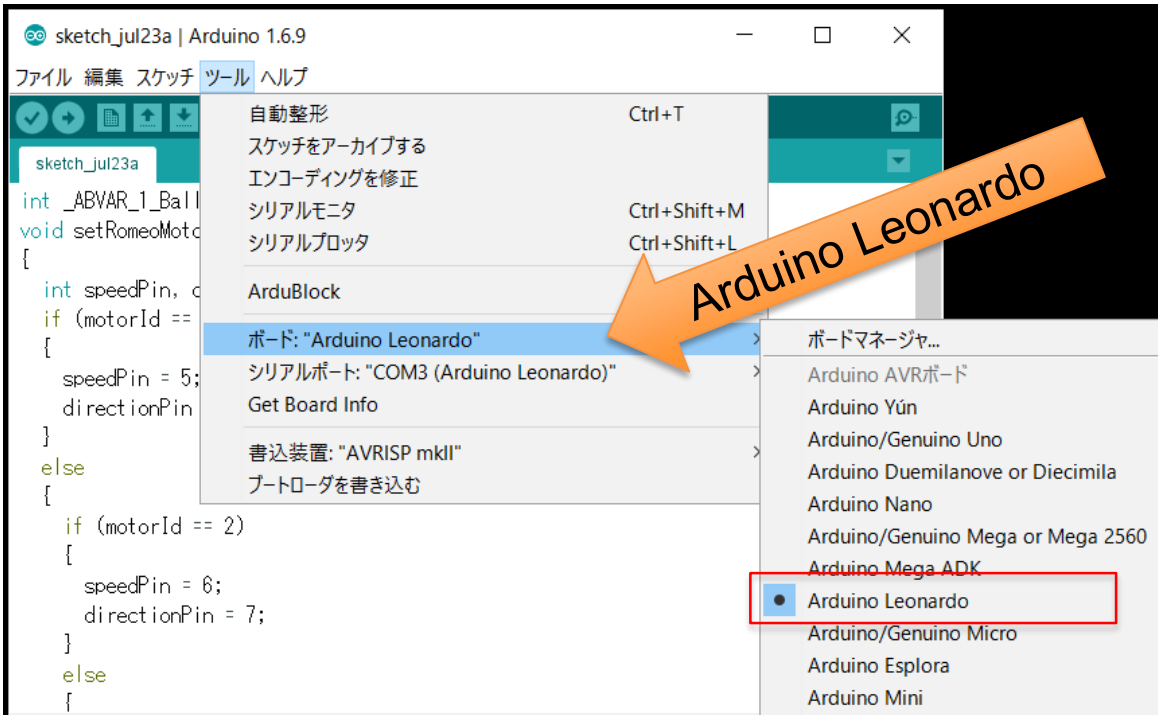 sketch_jul23a | Arduino 1.6.9
ファイル 編集 スケッチ ツール ヘルプ
sketch_jul23a
自動整形 Ctrl+T
スケッチをアーカイブする
エンコーディングを修正
シリアルモニタ Ctrl+Shift+M
シリアルプロッタ Ctrl+Shift+L
ArduBlock
ボード: "Arduino Leonardo"
シリアルポート: "COM3 (Arduino Leonardo)"
Get Board Info
書込装置: "AVRISP mkII"
ブートローダを書き込む
Arduino Leonardo
ボードマネージャ...
Arduino AVRボード
Arduino Yún
Arduino/Genuino Uno
Arduino Duemilanove or Diecimila
Arduino Nano
Arduino/Genuino Mega or Mega 2560
Arduino Mega ADK
Arduino Leonardo
Arduino/Genuino Micro
Arduino Esplora
Arduino Mini
int _ABVAR_1_Ball
void setRomeoMoto
{
int speedPin, d
if (motorId ==
{
speedPin = 5;
directionPin
}
else
{
if (motorId == 2)
{
speedPin = 6;
directionPin = 7;
}
else
{